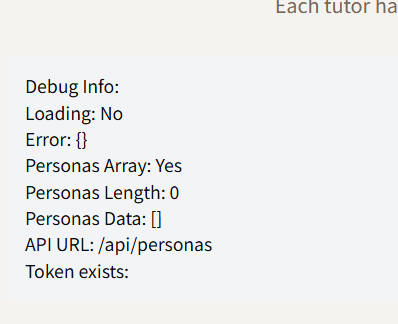 Each tutor ha
Debug Info:
Loading: No
Error: {}
Personas Array: Yes
Personas Length: 0
Personas Data: []
API URL: /api/personas
Token exists: